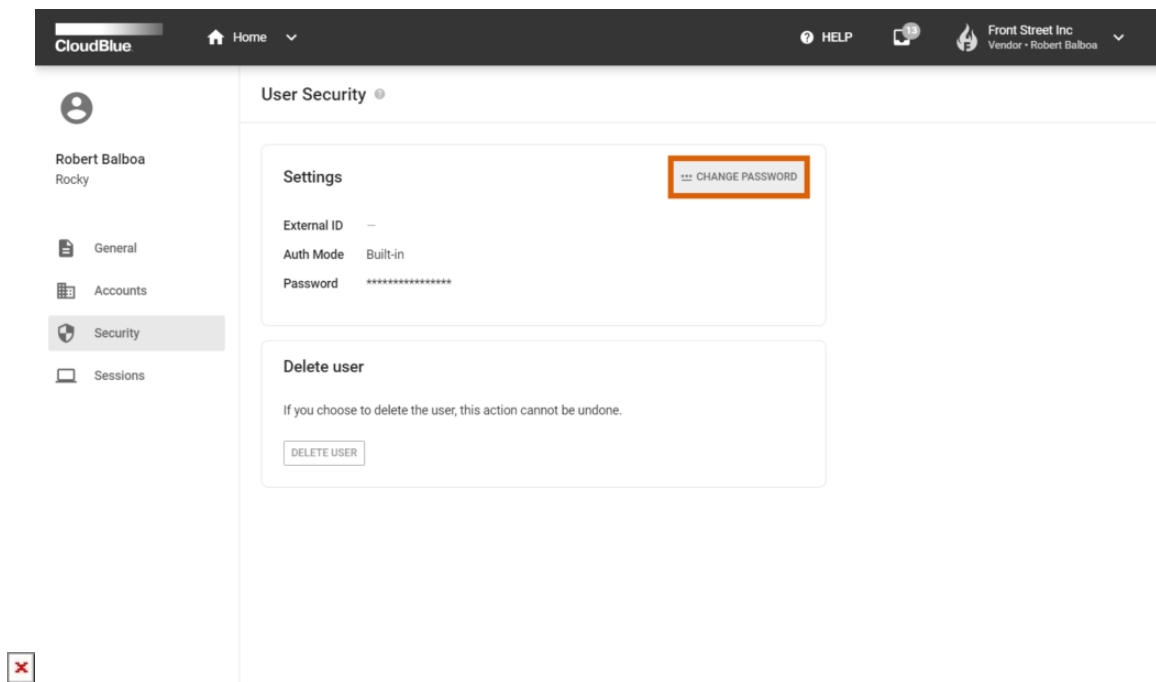 CloudBlue
Home
HELP
13
Front Street Inc
Vendor • Robert Balboa
Robert Balboa
Rocky
General
Accounts
Security
Sessions
User Security
Settings
CHANGE PASSWORD
External ID —
Auth Mode Built-in
Password ****************
Delete user
If you choose to delete the user, this action cannot be undone.
DELETE USER